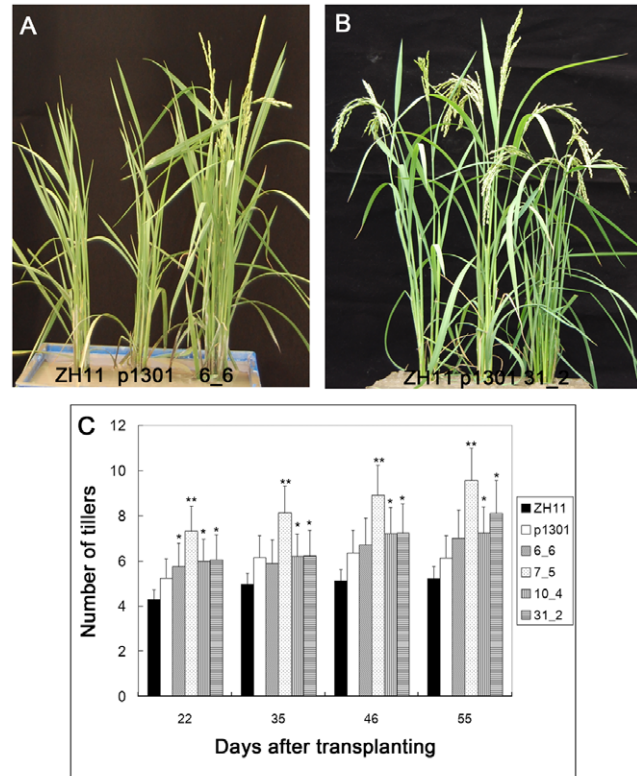 A
ZH11 p1301 6_6
B
ZH11 p1301 31_2
C
12
10
8
6
4
2
0
Number of tillers
* ** * *
** * *
** * *
** * *
22 35 46 55
Days after transplanting
ZH11
p1301
6_6
7_5
10_4
31_2